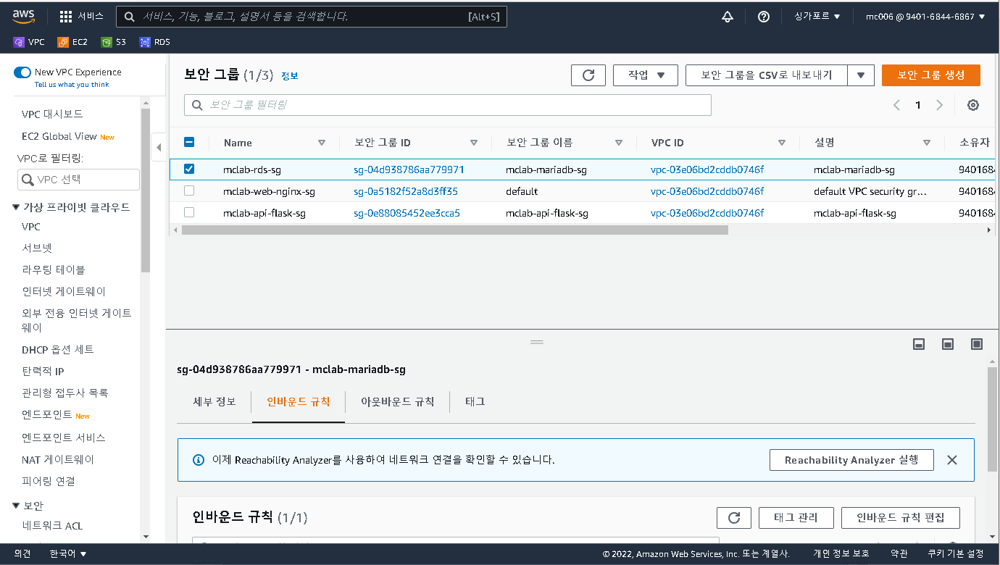 aws 서비스 서비스, 기능, 블로그, 설명서 등을 검색합니다. [Alt+S] 싱가포르 ▼ mc006 @ 9401-6844-6867 ▼
VPC EC2 S3 RDS
New VPC Experience
Tell us what you think
VPC 대시보드
EC2 Global View New
VPC로 필터링:
VPC 선택
▼ 가상 프라이빗 클라우드
VPC
서브넷
라우팅 테이블
인터넷 게이트웨이
외부 전용 인터넷 게이트
웨이
DHCP 옵션 세트
탄력적 IP
관리형 접두사 목록
엔드포인트 New
엔드포인트 서비스
NAT 게이트웨이
피어링 연결
▼ 보안
네트워크 ACL
보안 그룹 (1/3) 정보 작업 ▼ 보안 그룹을 CSV로 내보내기 ▼ 보안 그룹 생성
보안 그룹 필터링 1
Name 보안 그룹 ID 보안 그룹 이름 VPC ID 설명 소유자
mclab-rds-sg sg-04d938786aa779971 mclab-mariadb-sg vpc-03e06bd2cddb0746f mclab-mariadb-sg 940168
mclab-web-nginx-sg sg-0a5182f52a8d3ff35 default vpc-03e06bd2cddb0746f default VPC security gr... 940168
mclab-api-flask-sg sg-0e88085452ee3cca5 mclab-api-flask-sg vpc-03e06bd2cddb0746f mclab-api-flask-sg 940168
sg-04d938786aa779971 - mclab-mariadb-sg
세부 정보 인바운드 규칙 아웃바운드 규칙 태그
이제 Reachability Analyzer를 사용하여 네트워크 연결을 확인할 수 있습니다. Reachability Analyzer 실행
인바운드 규칙 (1/1) 태그 관리 인바운드 규칙 편집
의견 한국어 ▼ © 2022, Amazon Web Services, Inc. 또는 계열사. 개인 정보 보호 약관 쿠키 기본 설정